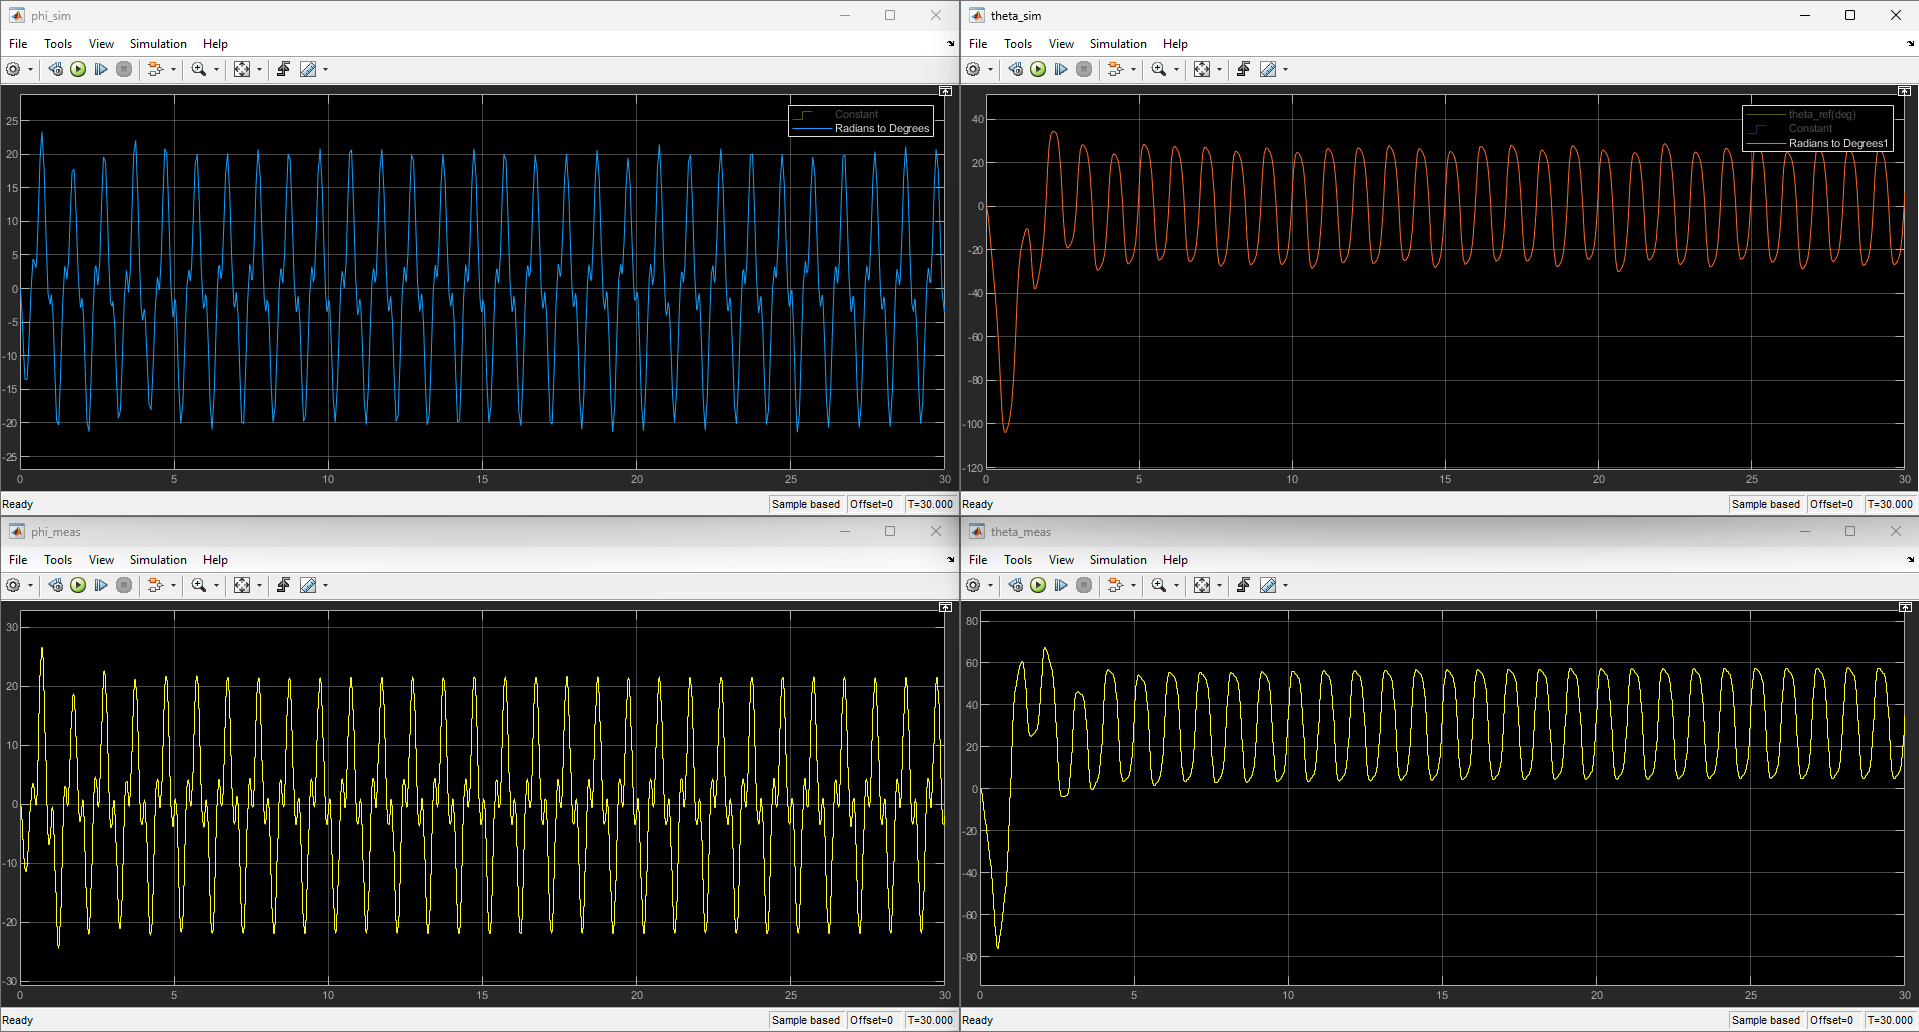 phi_sim
File Tools View Simulation Help
Constant
Radians to Degrees
25
20
15
10
5
0
-5
-10
-15
-20
-25
0 5 10 15 20 25 30
Ready Sample based Offset=0 T=30.000
theta_sim
File Tools View Simulation Help
theta_ref(deg)
Constant
Radians to Degrees1
40
20
0
-20
-40
-60
-80
-100
-120
0 5 10 15 20 25 30
Ready Sample based Offset=0 T=30.000
phi_meas
File Tools View Simulation Help
30
20
10
0
-10
-20
-30
0 5 10 15 20 25 30
Ready Sample based Offset=0 T=30.000
theta_meas
File Tools View Simulation Help
80
60
40
20
0
-20
-40
-60
-80
0 5 10 15 20 25 30
Ready Sample based Offset=0 T=30.000